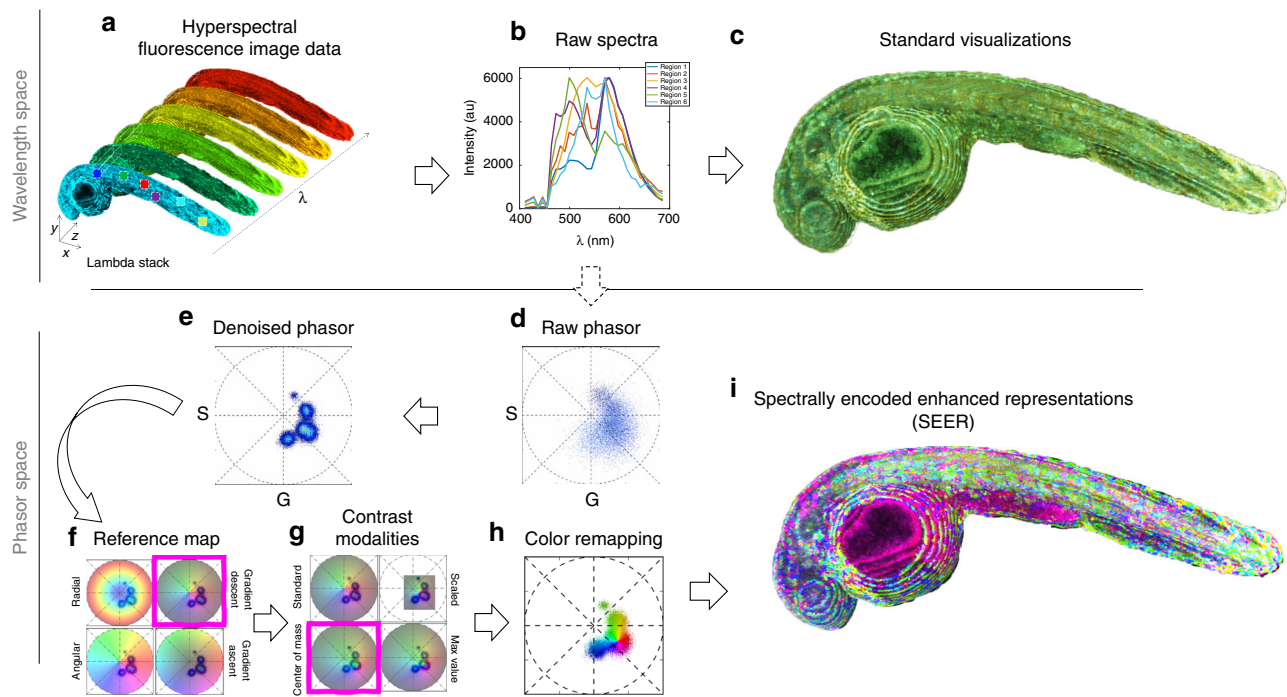 Wavelength space
a
Hyperspectral
fluorescence image data
λ
y
z
x
Lambda stack
b
Raw spectra
Region 1
Region 2
Region 3
Region 4
Region 5
Region 6
Intensity (au)
6000
4000
2000
0
400
500
600
700
λ (nm)
c
Standard visualizations
Phasor space
e
Denoised phasor
S
G
d
Raw phasor
S
G
f
Reference map
Radial
Gradient
descent
Angular
Gradient
ascent
g
Contrast
modalities
Standard
Scaled
Center of mass
Max value
h
Color remapping
i
Spectrally encoded enhanced representations
(SEER)